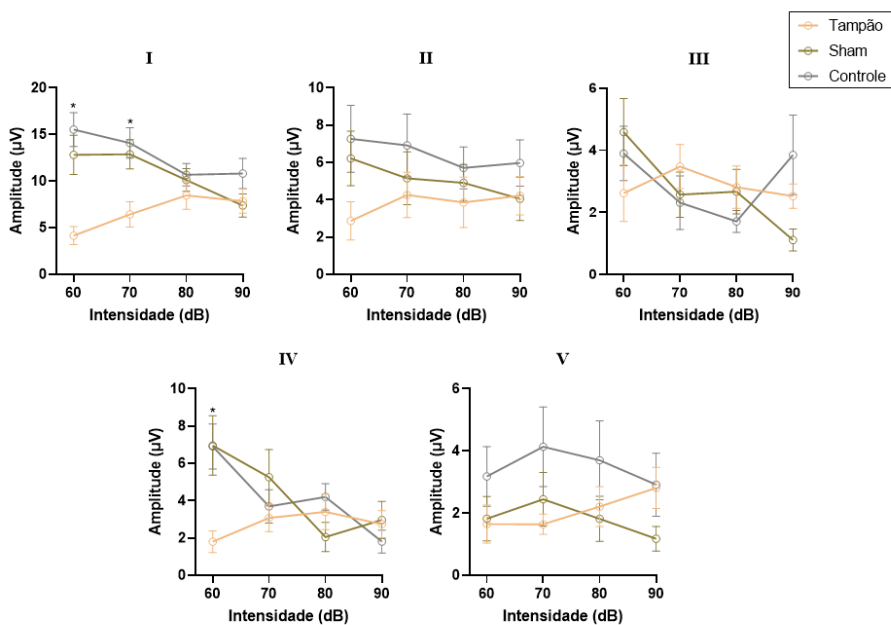 Tampão
Sham
Controle
I
II
III
20
15
10
5
0
Amplitude (µV)
*
*
60 70 80 90
Intensidade (dB)
10
8
6
4
2
0
Amplitude (µV)
60 70 80 90
Intensidade (dB)
6
4
2
0
Amplitude (µV)
60 70 80 90
Intensidade (dB)
IV
V
10
8
6
4
2
0
Amplitude (µV)
*
60 70 80 90
Intensidade (dB)
6
4
2
0
Amplitude (µV)
60 70 80 90
Intensidade (dB)